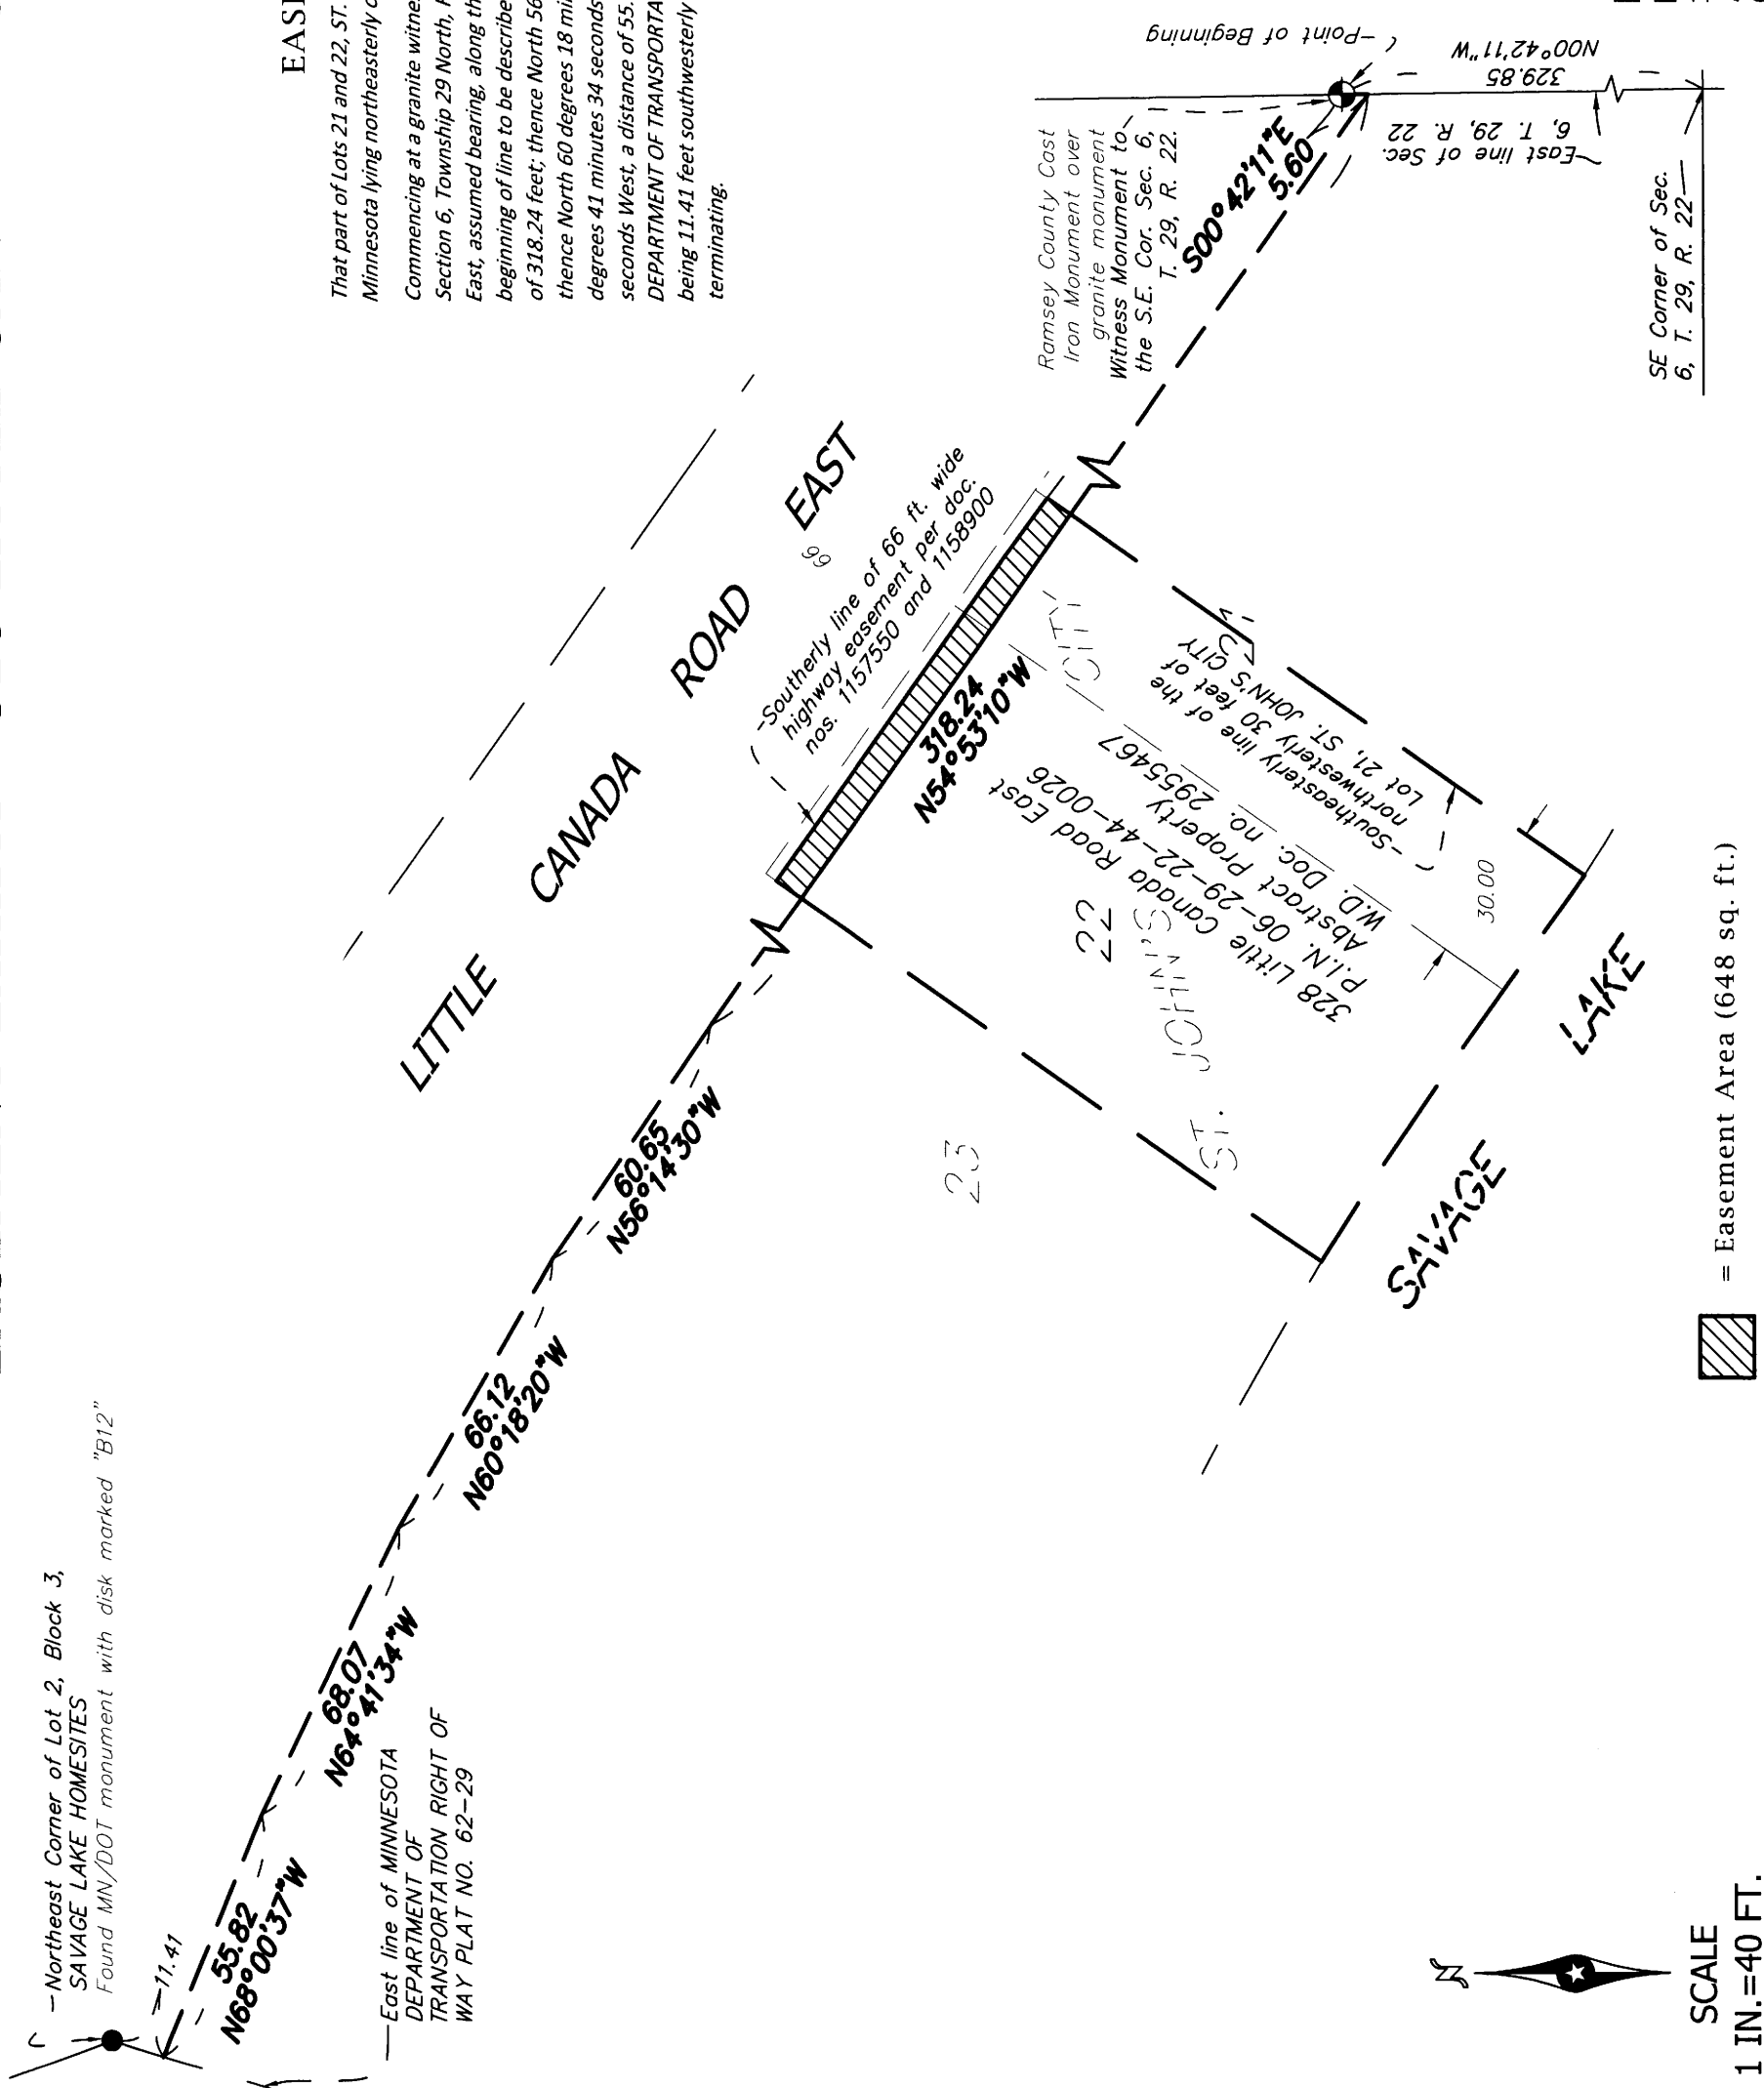 EASE
That part of Lots 21 and 22, ST.
Minnesota lying northeasterly o
Commencing at a granite witne
Section 6, Township 29 North,
East, assumed bearing, along th
beginning of line to be describe
of 318.24 feet; thence North 56
thence North 60 degrees 18 mi
degrees 41 minutes 34 seconds
seconds West, a distance of 55.
DEPARTMENT OF TRANSPORTA
being 11.41 feet southwesterly
terminating.
Northeast Corner of Lot 2, Block 3,
SAVAGE LAKE HOMESITES
Found MN/DOT monument with disk marked "B12"
11.41
55.82
N68°00'37"W
East line of MINNESOTA
DEPARTMENT OF
TRANSPORTATION RIGHT OF
WAY PLAT NO. 62-29
68.07
N64°41'34"W
66.12
N60°18'20"W
60.65
N56°14'30"W
LITTLE CANADA ROAD EAST
66
Southerly line of 66 ft. wide
highway easement per doc.
nos. 1157550 and 1158900
318.24
N54°53'10"W
Ramsey County Cast
Iron Monument over
granite monument
Witness Monument to
the S.E. Cor. Sec. 6,
T. 29, R. 22.
S00°42'11"E
5.60
Point of Beginning
N00°42'11"W
329.85
East line of Sec.
6, T. 29, R. 22
SE Corner of Sec.
6, T. 29, R. 22
328 Little Canada Road East
P.I.N. 06-29-22-44-0026
Abstract Property
W.D. Doc. no. 2955467
Southeasterly line of the
northwesterly 30 feet of
Lot 21, ST. JOHN'S CITY
30.00
22
23
ST. JOHN'S CITY
SAVAGE LAKE
= Easement Area (648 sq. ft.)
N
SCALE
1 IN.=40 FT.